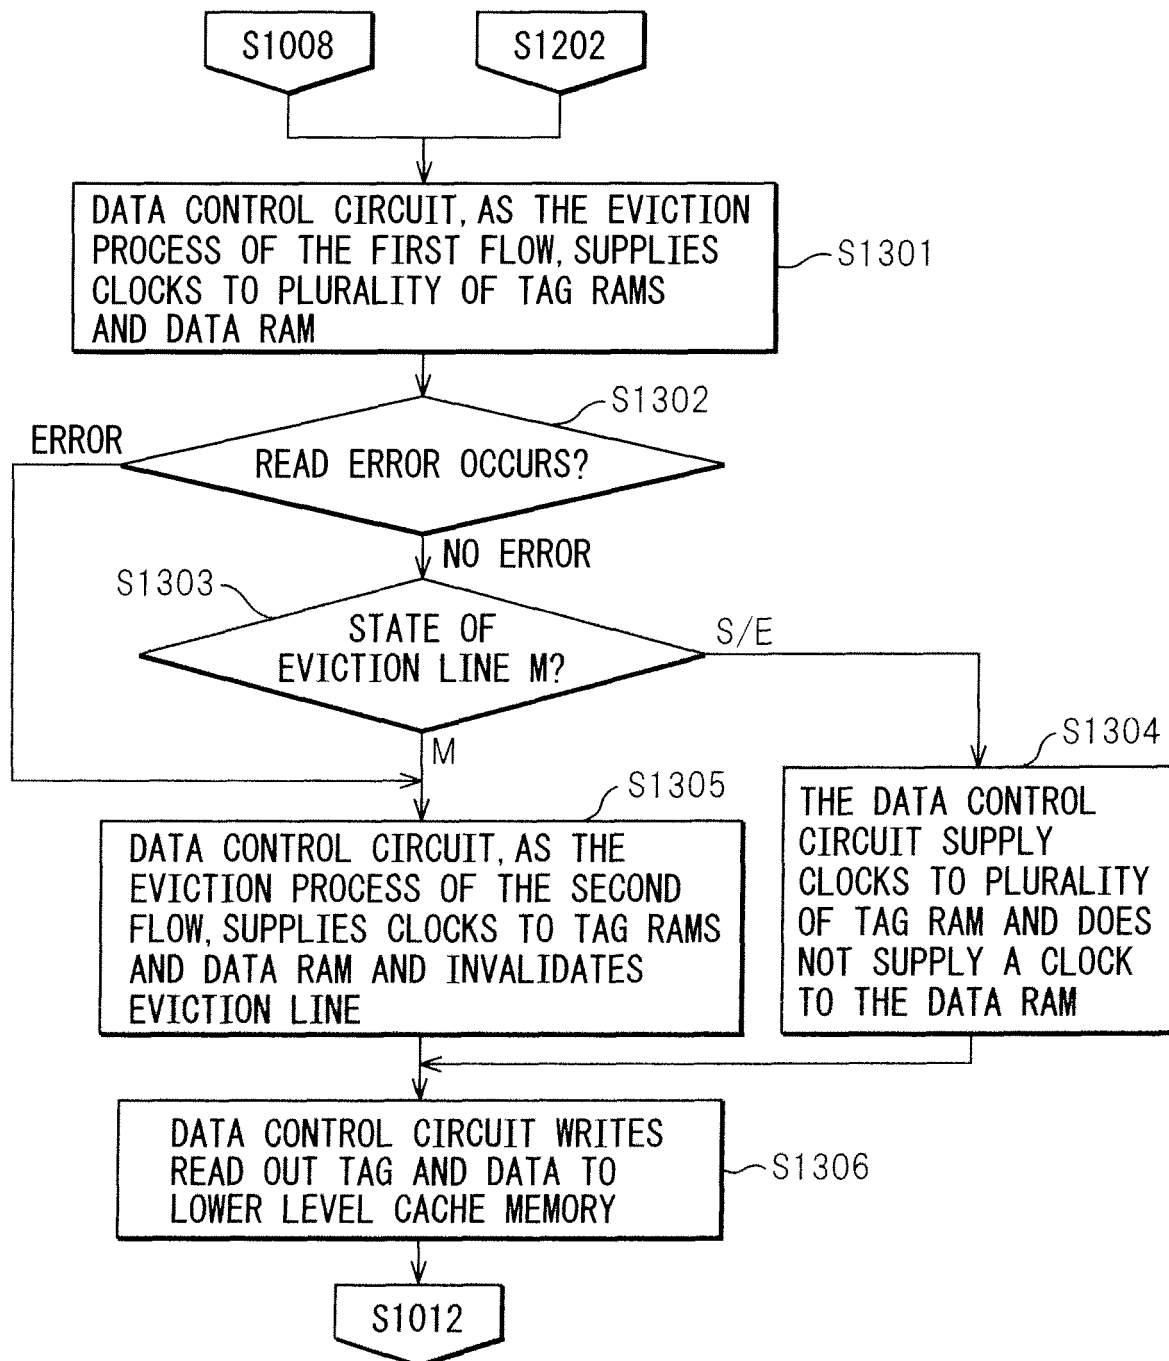 S1008
S1202
DATA CONTROL CIRCUIT, AS THE EVICTION
PROCESS OF THE FIRST FLOW, SUPPLIES
CLOCKS TO PLURALITY OF TAG RAMS
AND DATA RAM
S1301
S1302
ERROR
READ ERROR OCCURS?
NO ERROR
S1303
STATE OF
EVICTION LINE M?
S/E
M
S1304
THE DATA CONTROL
CIRCUIT SUPPLY
CLOCKS TO PLURALITY
OF TAG RAM AND DOES
NOT SUPPLY A CLOCK
TO THE DATA RAM
S1305
DATA CONTROL CIRCUIT, AS THE
EVICTION PROCESS OF THE SECOND
FLOW, SUPPLIES CLOCKS TO TAG RAMS
AND DATA RAM AND INVALIDATES
EVICTION LINE
DATA CONTROL CIRCUIT WRITES
READ OUT TAG AND DATA TO
LOWER LEVEL CACHE MEMORY
S1306
S1012